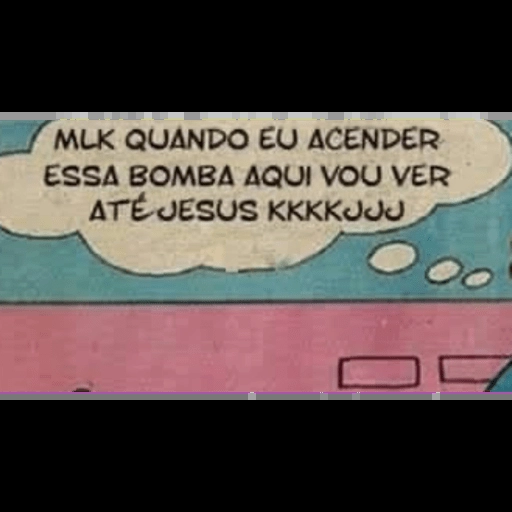 MLK QUANDO EU ACENDER
ESSA BOMBA AQUI VOU VER
ATÉ JESUS KKKKJJJ